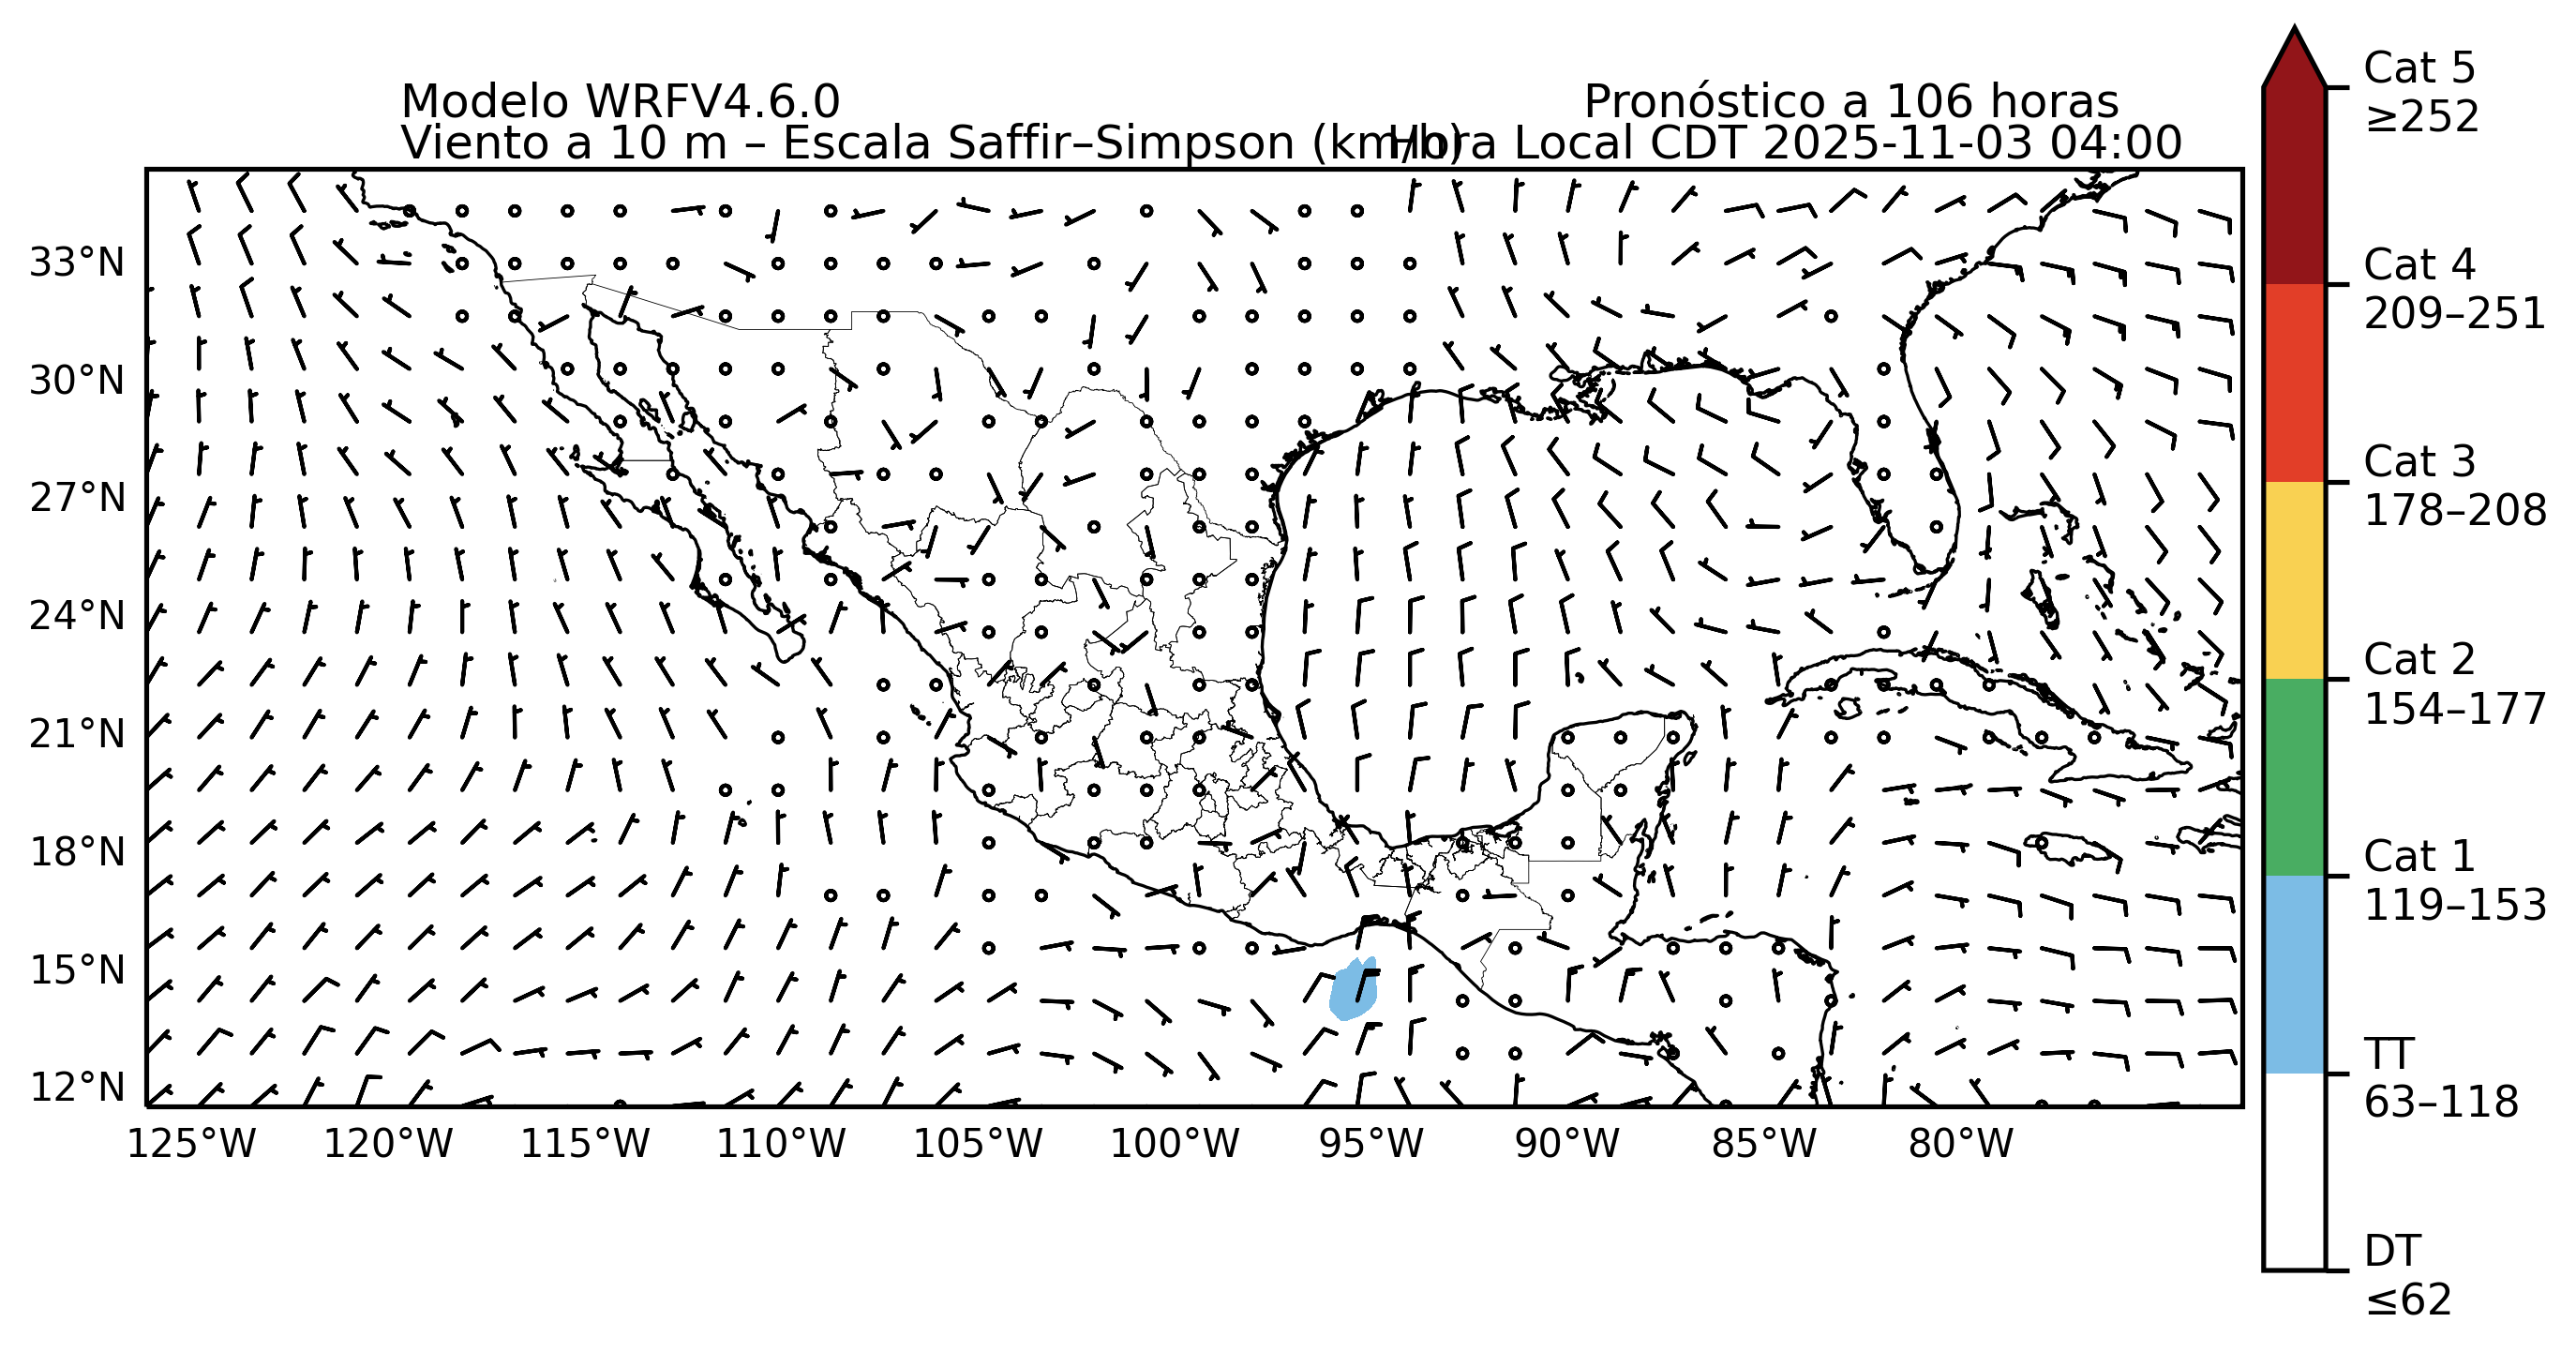 Modelo WRFV4.6.0
Pronóstico a 106 horas
Viento a 10 m – Escala Saffir–Simpson (km/h)
Hora Local CDT 2025-11-03 04:00
33°N
30°N
27°N
24°N
21°N
18°N
15°N
12°N
125°W
120°W
115°W
110°W
105°W
100°W
95°W
90°W
85°W
80°W
Cat 5
≥252
Cat 4
209–251
Cat 3
178–208
Cat 2
154–177
Cat 1
119–153
TT
63–118
DT
≤62